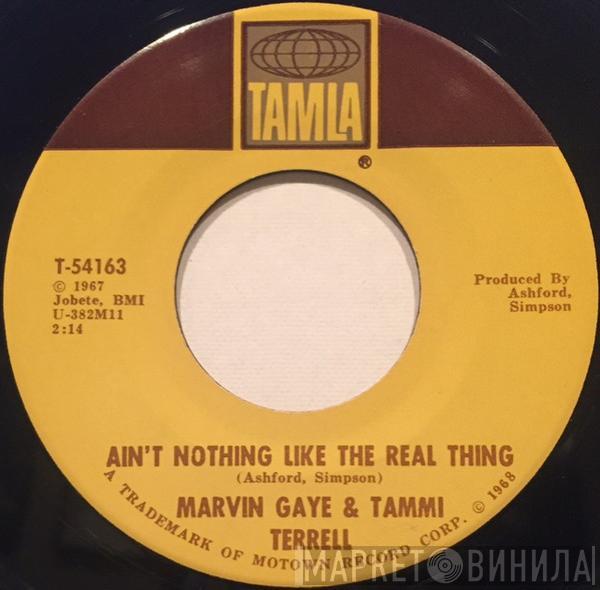 TAMLA
®
T-54163
© 1967
Jobete, BMI
U-382M11
2:14
Produced By
Ashford,
Simpson
AIN'T NOTHING LIKE THE REAL THING
(Ashford, Simpson)
MARVIN GAYE & TAMMI
TERRELL
A TRADEMARK OF MOTOWN RECORD CORP. © 1968
МАРКЕТ ВИНИЛА